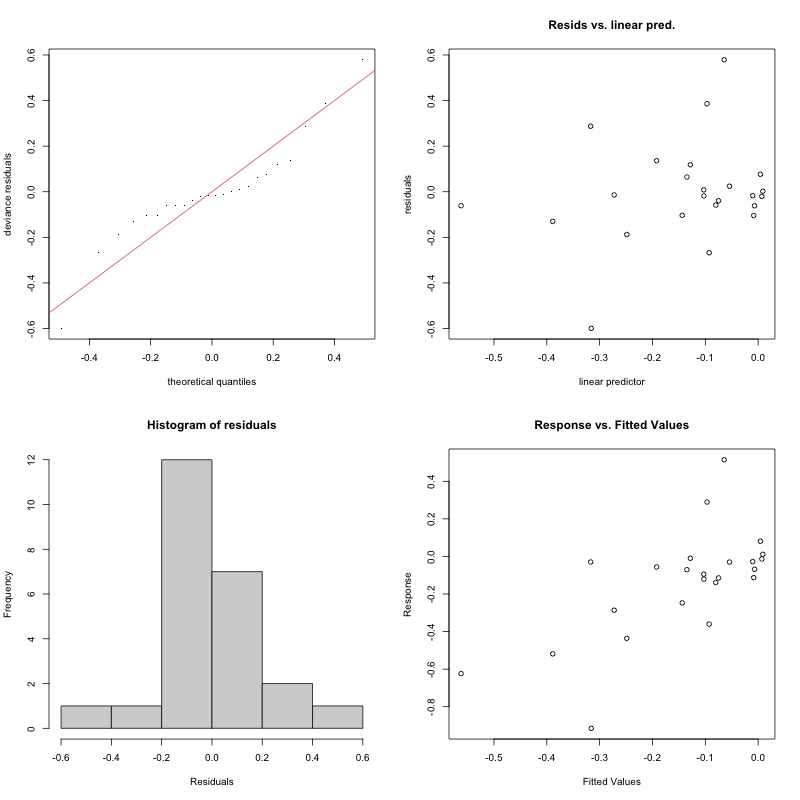 deviance residuals
0.6
0.4
0.2
0.0
-0.2
-0.4
-0.6
-0.4 -0.2 0.0 0.2 0.4
theoretical quantiles
Resids vs. linear pred.
residuals
0.6
0.4
0.2
0.0
-0.2
-0.4
-0.6
-0.5 -0.4 -0.3 -0.2 -0.1 0.0
linear predictor
Histogram of residuals
Frequency
12
10
8
6
4
2
0
-0.6 -0.4 -0.2 0.0 0.2 0.4 0.6
Residuals
Response vs. Fitted Values
Response
0.4
0.2
0.0
-0.2
-0.4
-0.6
-0.8
-0.5 -0.4 -0.3 -0.2 -0.1 0.0
Fitted Values